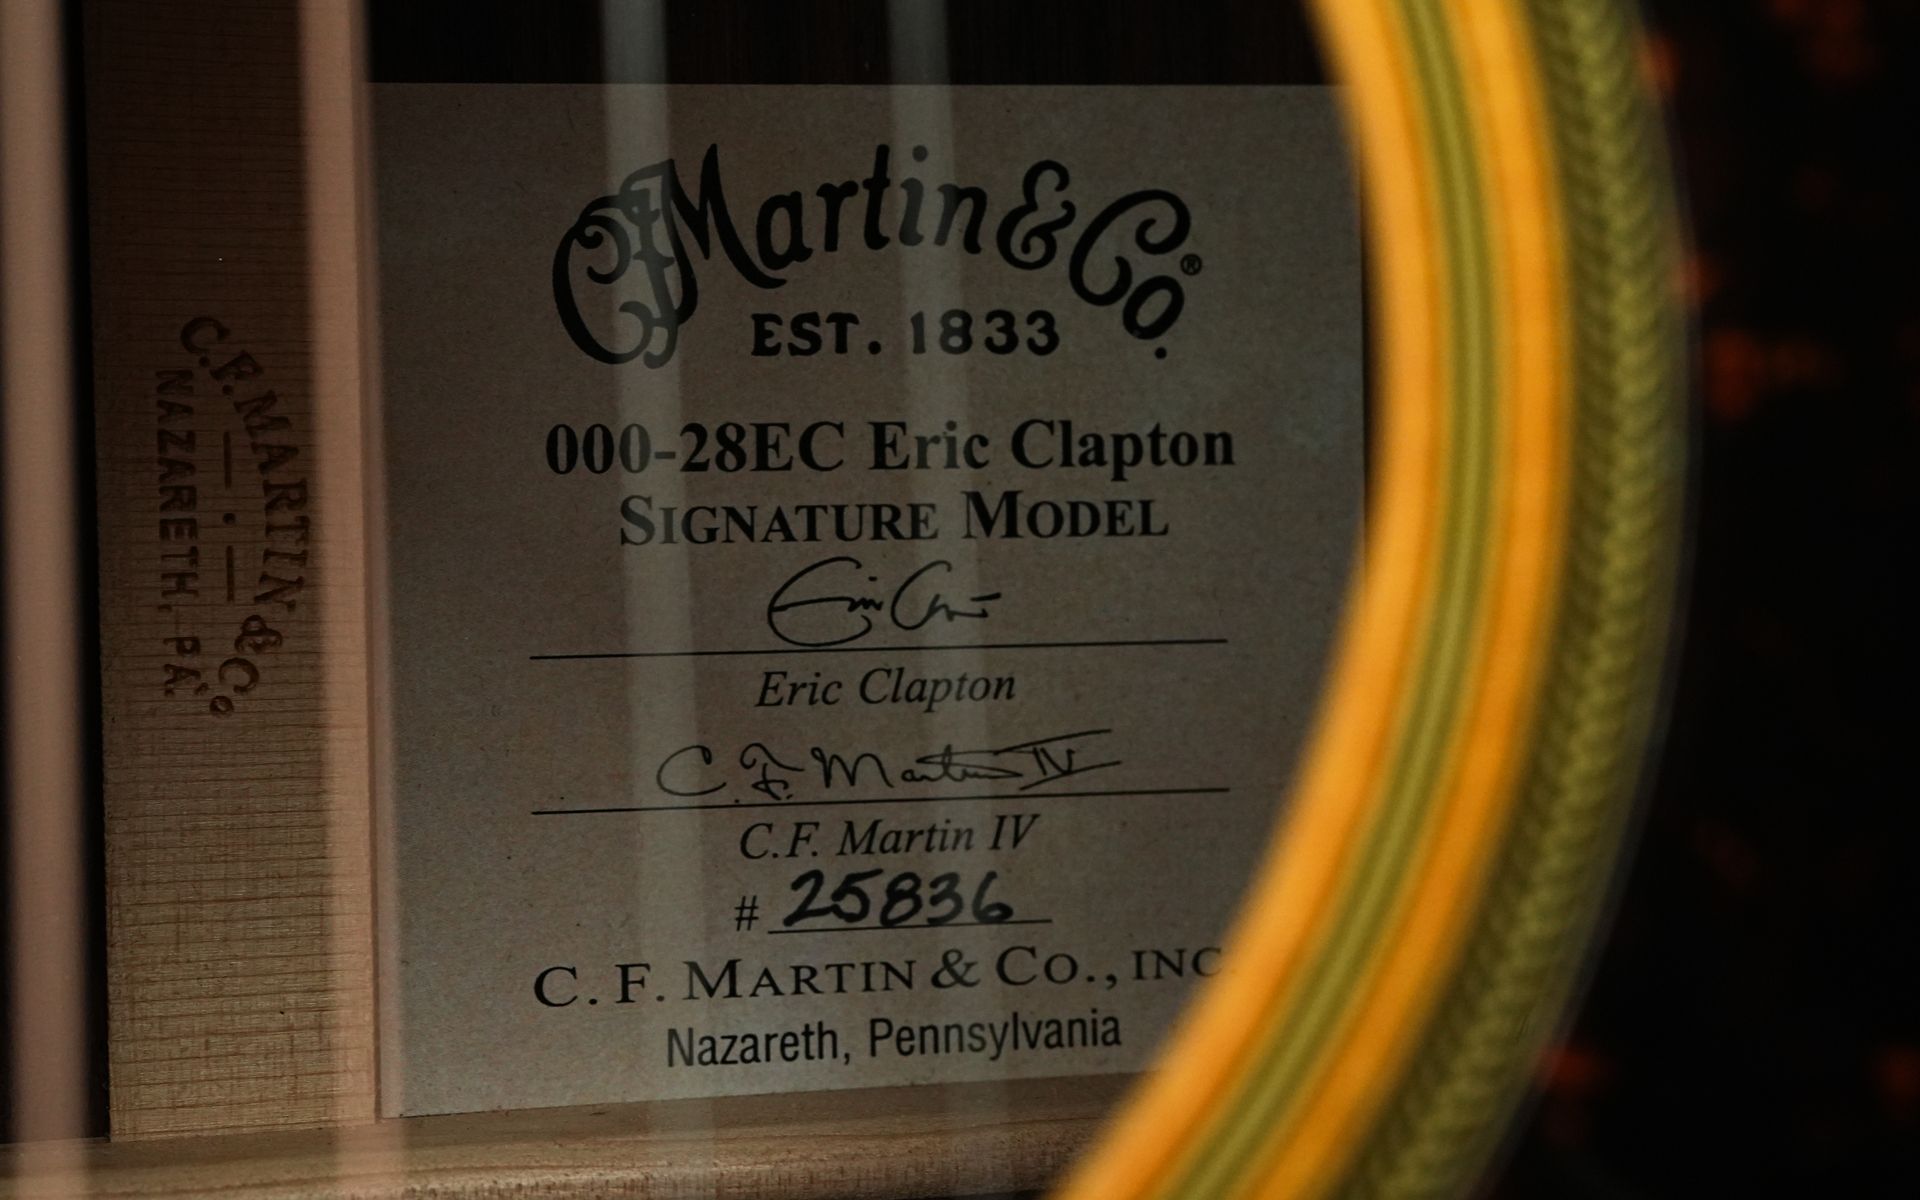 C.F. MARTIN & Co
NAZARETH, PA.
CFMartin & Co.®
EST. 1833
000-28EC Eric Clapton
SIGNATURE MODEL
Eric Clapton
C. F. Martin IV
C.F. Martin IV
# 25836
C. F. MARTIN & CO., INC
Nazareth, Pennsylvania